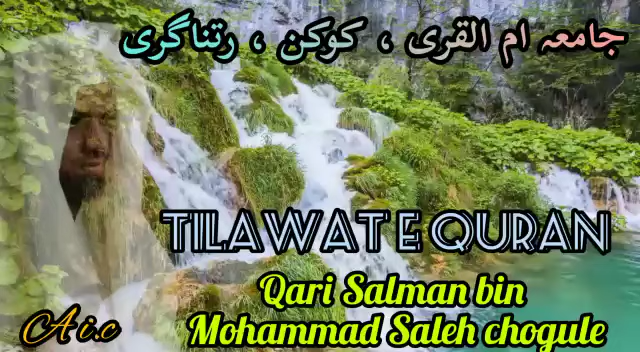 جامعہ ام القری ، کوکن ، رتناگری
TILAWAT E QURAN
Qari Salman bin
Mohammad Saleh chogule
A i.c